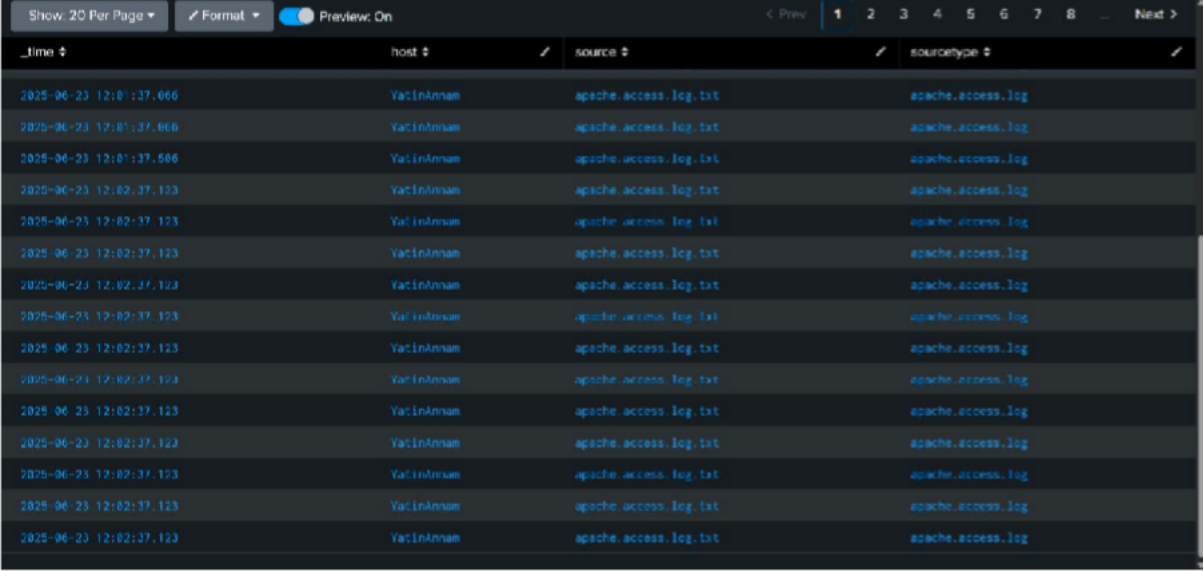 Show: 20 Per Page Format Preview: On < Prev 1 2 3 4 5 6 7 8 ... Next >
_time host source sourcetype
2025-06-23 12:01:37.066 YatinAnnam apache.access.log.txt apache.access.log
2025-06-23 12:01:37.066 YatinAnnam apache.access.log.txt apache.access.log
2025-06-23 12:01:37.506 YatinAnnam apache.access.log.txt apache.access.log
2025-06-23 12:02:37.123 YatinAnnam apache.access.log.txt apache.access.log
2025-06-23 12:02:37.123 YatinAnnam apache.access.log.txt apache.access.log
2025-06-23 12:02:37.123 YatinAnnam apache.access.log.txt apache.access.log
2025-06-23 12:02:37.123 YatinAnnam apache.access.log.txt apache.access.log
2025-06-23 12:02:37.123 YatinAnnam apache.access.log.txt apache.access.log
2025-06-23 12:02:37.123 YatinAnnam apache.access.log.txt apache.access.log
2025-06-23 12:02:37.123 YatinAnnam apache.access.log.txt apache.access.log
2025-06-23 12:02:37.123 YatinAnnam apache.access.log.txt apache.access.log
2025-06-23 12:02:37.123 YatinAnnam apache.access.log.txt apache.access.log
2025-06-23 12:02:37.123 YatinAnnam apache.access.log.txt apache.access.log
2025-06-23 12:02:37.123 YatinAnnam apache.access.log.txt apache.access.log
2025-06-23 12:02:37.123 YatinAnnam apache.access.log.txt apache.access.log